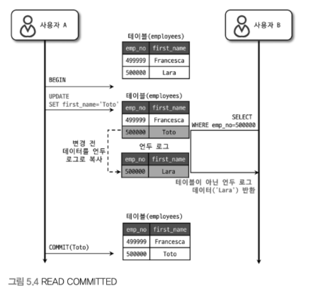 사용자 A
사용자 B
테이블(employees)
emp_no first_name
499999 Francesca
500000 Lara
BEGIN
UPDATE
SET first_name='Toto'
테이블(employees)
emp_no first_name
499999 Francesca
500000 Toto
SELECT
WHERE emp_no=500000
변경 전
데이터를 언두
로그로 복사
언두 로그
emp_no first_name
500000 Lara
테이블이 아닌 언두 로그
데이터('Lara') 반환
테이블(employees)
emp_no first_name
499999 Francesca
500000 Toto
COMMIT(Toto)
그림 5.4 READ COMMITTED